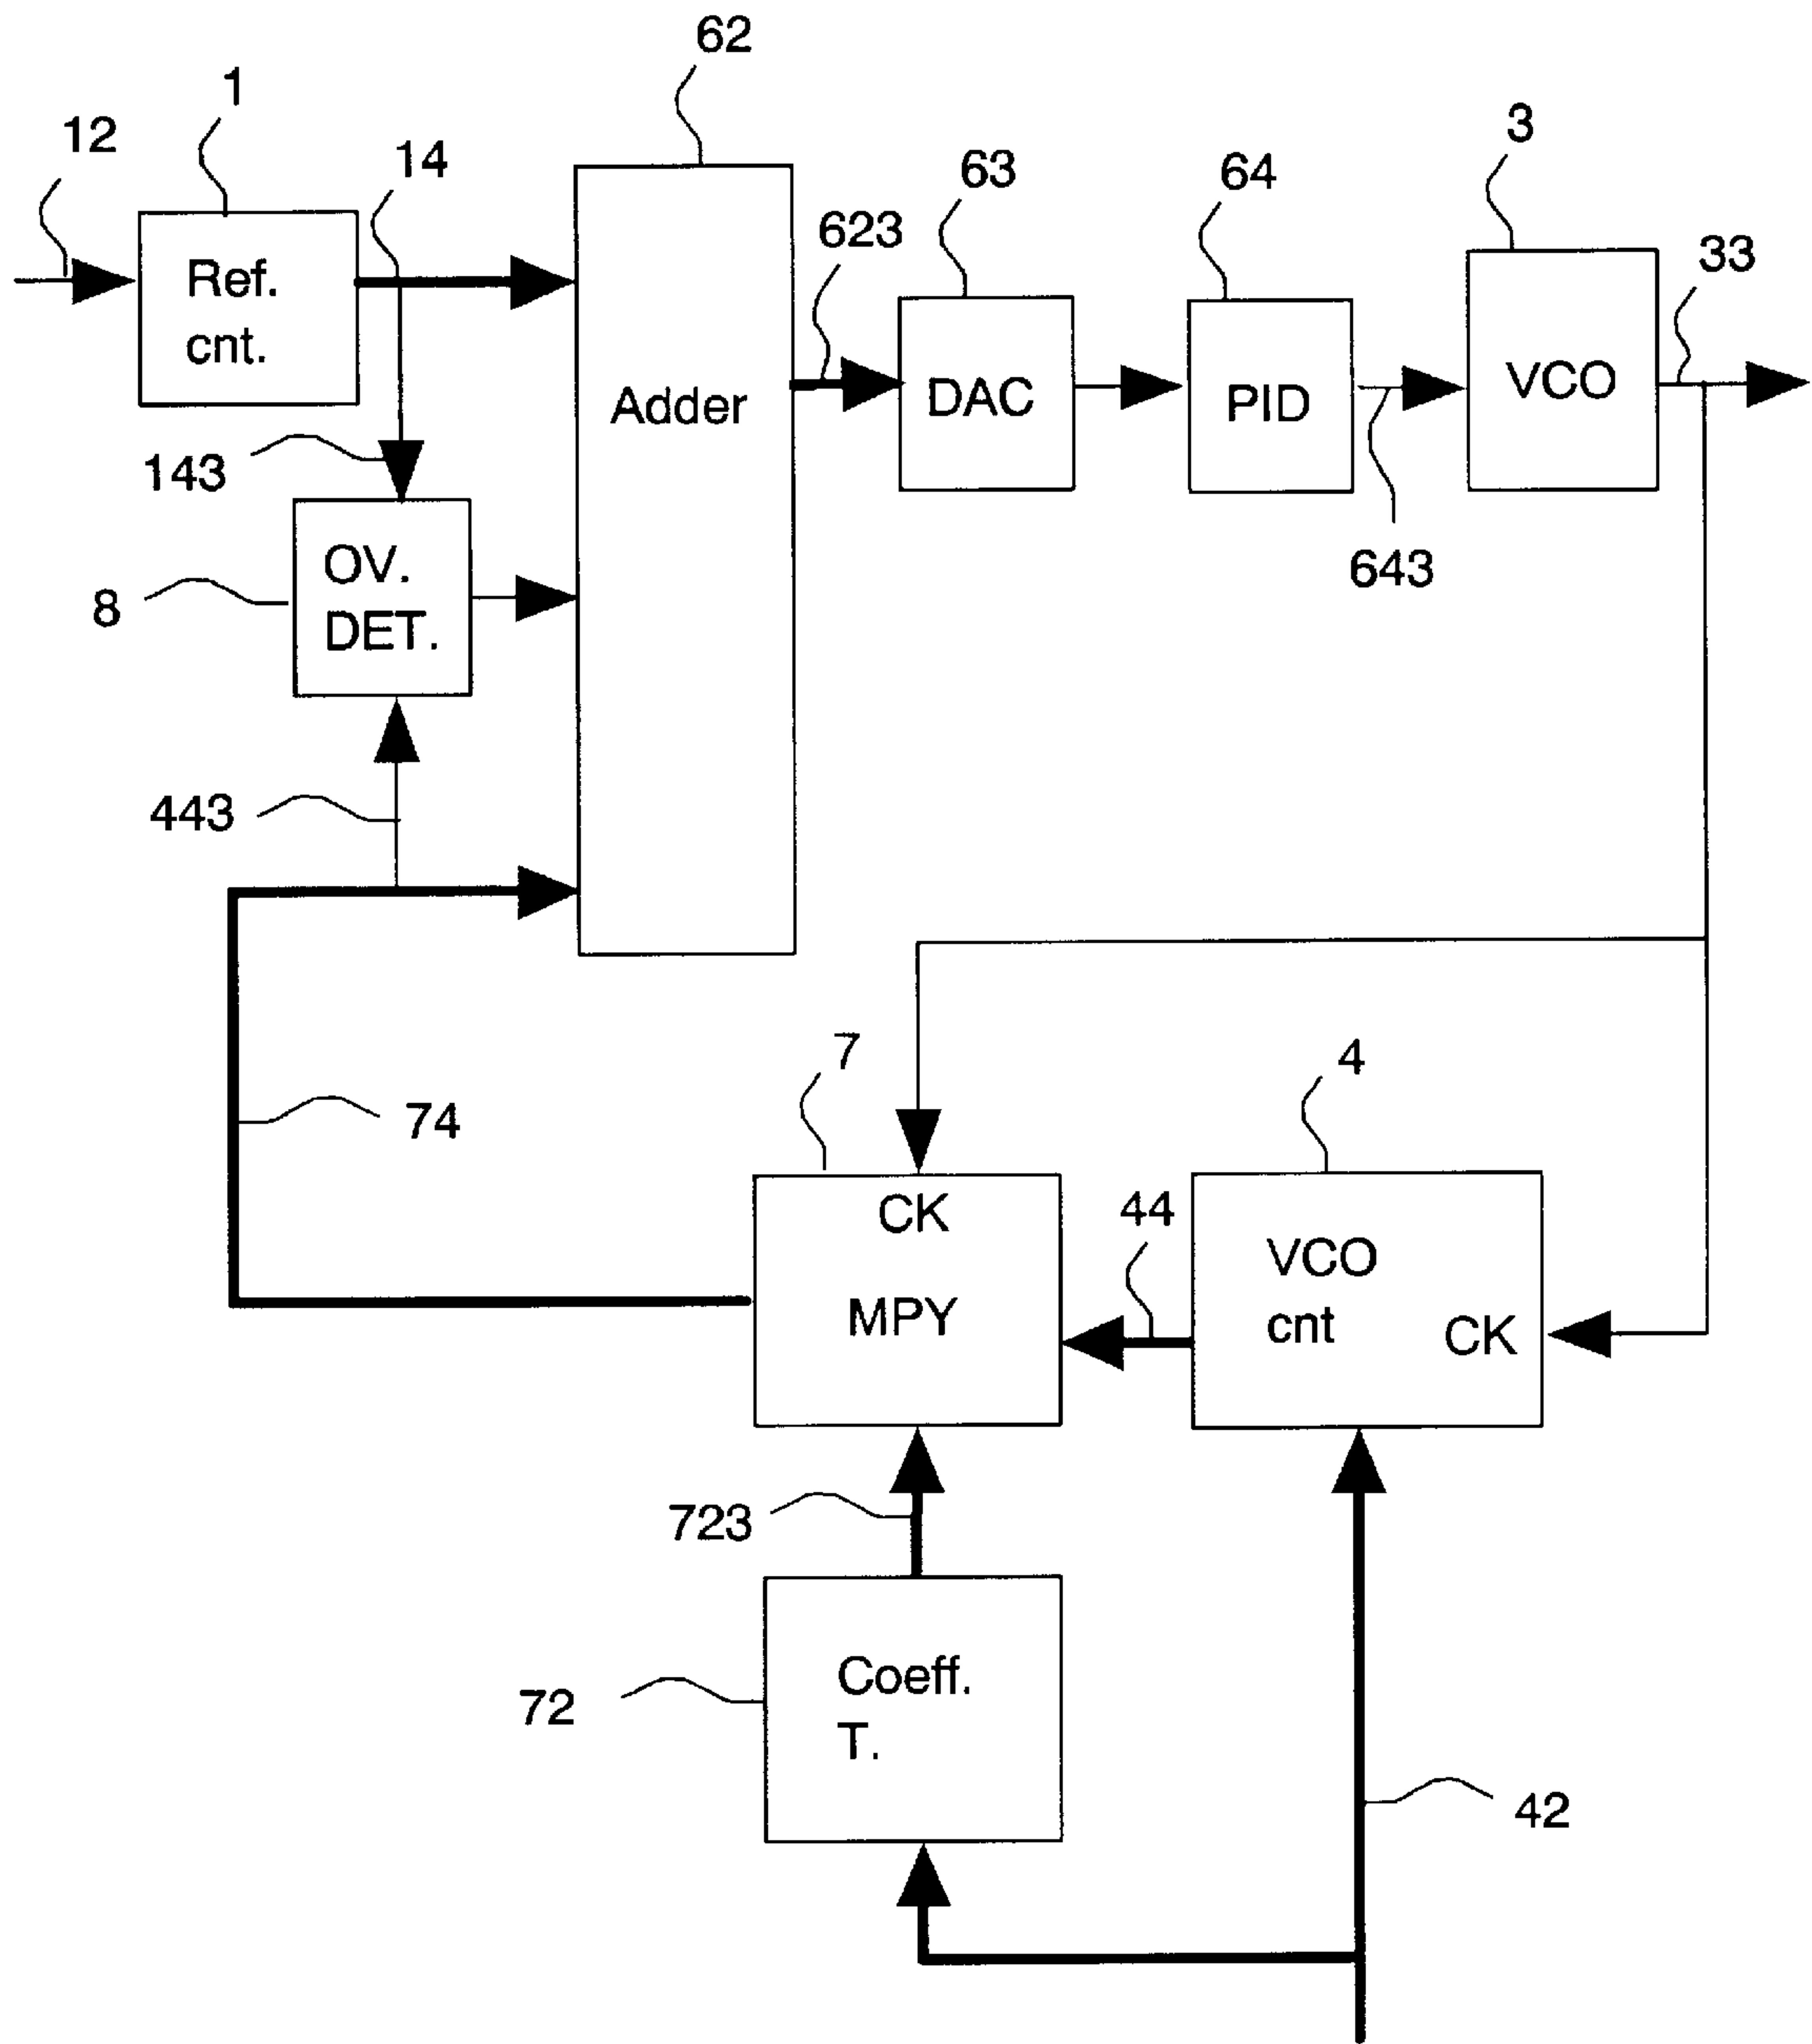 62
1
12
14
3
63
64
623
33
Ref.
cnt.
Adder
DAC
PID
VCO
143
643
OV.
DET.
8
443
7
4
74
CK
44
VCO
cnt
MPY
CK
723
Coeff.
T.
72
42